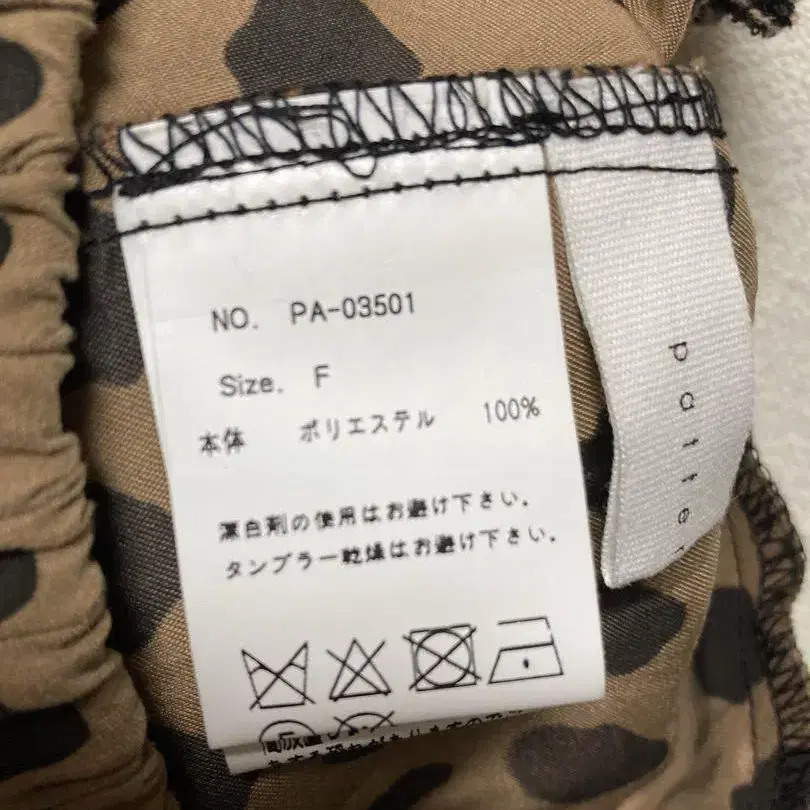 NO. PA-03501
Size. F
本体 ポリエステル 100%
漂白剤の使用はお避け下さい。
タンブラー乾燥はお避け下さい。
patter